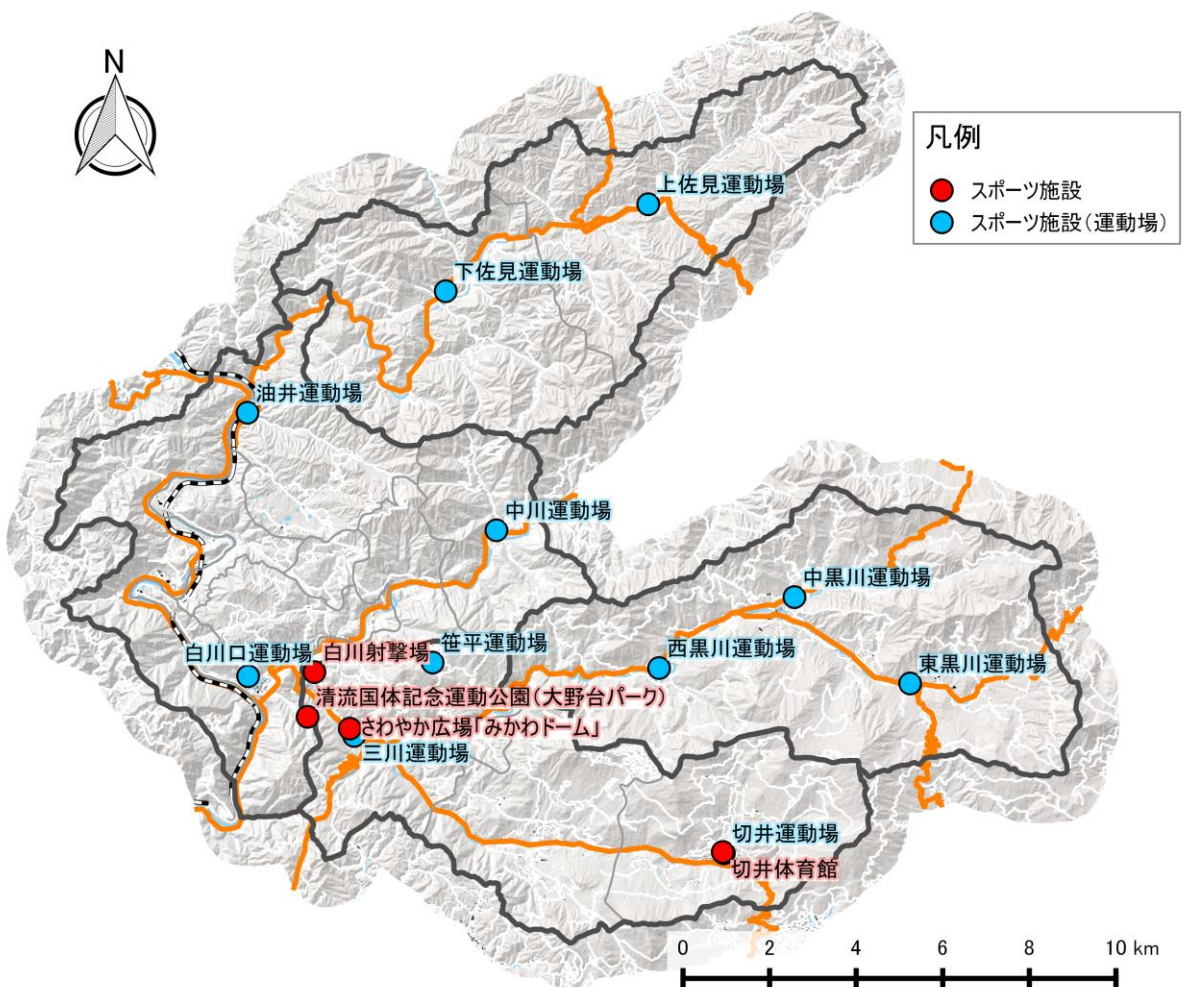 N
凡例
スポーツ施設
スポーツ施設(運動場)
上佐見運動場
下佐見運動場
油井運動場
中川運動場
中黒川運動場
白川口運動場
白川射撃場
笹平運動場
西黒川運動場
東黒川運動場
清流国体記念運動公園(大野台パーク)
さわやか広場「みかわドーム」
三川運動場
切井運動場
切井体育館
0 2 4 6 8 10 km